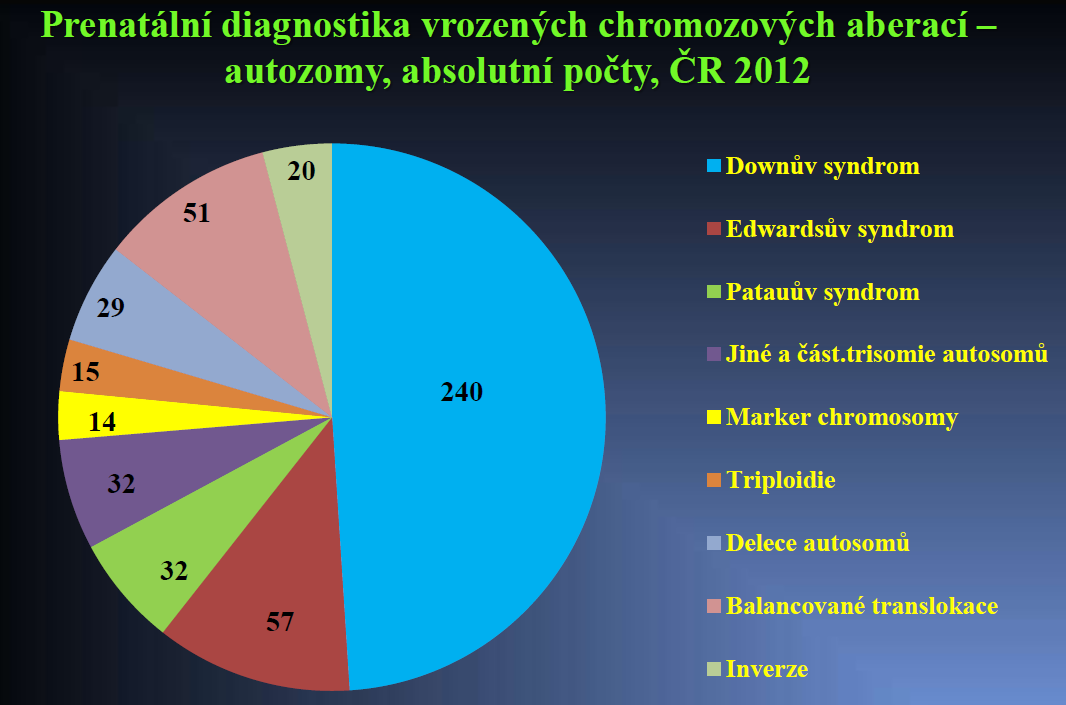 Prenatální diagnostika vrozených chromozových aberací –
autozomy, absolutní počty, ČR 2012
20
51
29
15
14
32
32
57
240
Downův syndrom
Edwardsův syndrom
Patauův syndrom
Jiné a část.trisomie autosomů
Marker chromosomy
Triploidie
Delece autosomů
Balancované translokace
Inverze